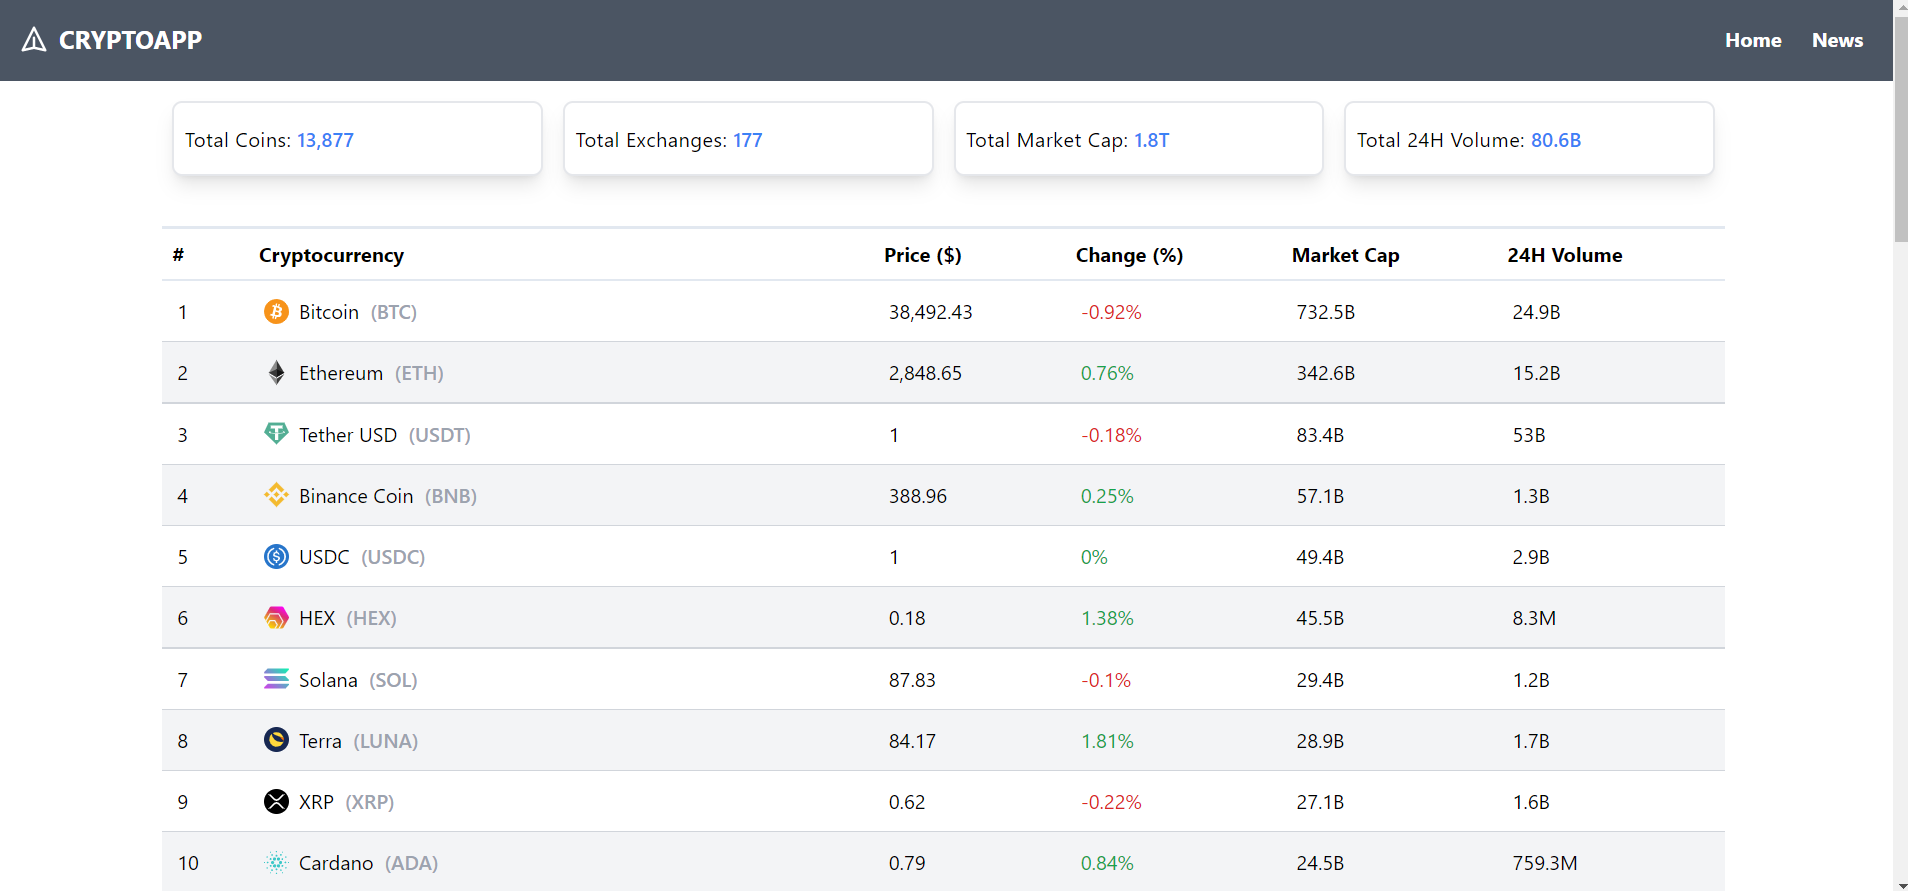 CRYPTOAPP Home News
Total Coins: 13,877 Total Exchanges: 177 Total Market Cap: 1.8T Total 24H Volume: 80.6B
# Cryptocurrency Price ($) Change (%) Market Cap 24H Volume
1 Bitcoin (BTC) 38,492.43 -0.92% 732.5B 24.9B
2 Ethereum (ETH) 2,848.65 0.76% 342.6B 15.2B
3 Tether USD (USDT) 1 -0.18% 83.4B 53B
4 Binance Coin (BNB) 388.96 0.25% 57.1B 1.3B
5 USDC (USDC) 1 0% 49.4B 2.9B
6 HEX (HEX) 0.18 1.38% 45.5B 8.3M
7 Solana (SOL) 87.83 -0.1% 29.4B 1.2B
8 Terra (LUNA) 84.17 1.81% 28.9B 1.7B
9 XRP (XRP) 0.62 -0.22% 27.1B 1.6B
10 Cardano (ADA) 0.79 0.84% 24.5B 759.3M